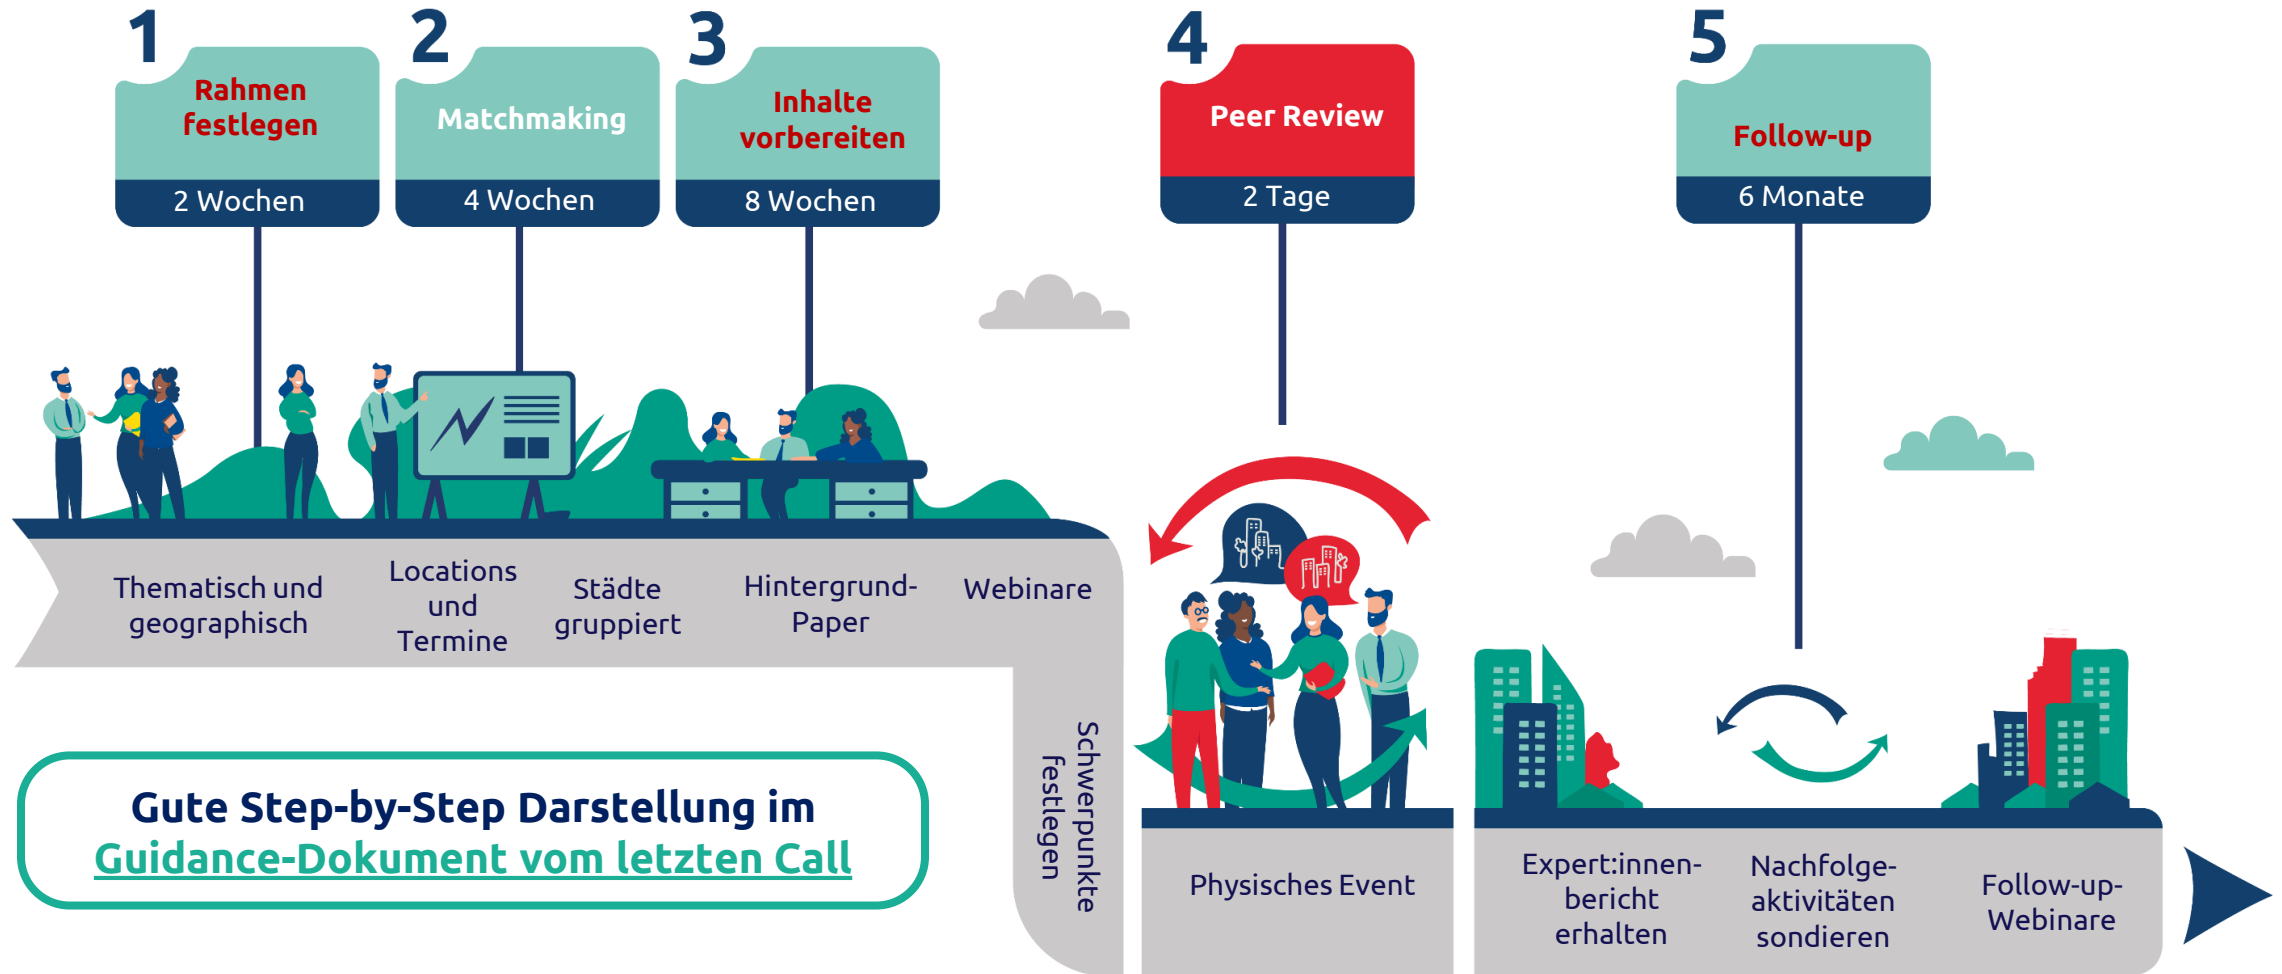 1
Rahmen
festlegen
2 Wochen
2
Matchmaking
4 Wochen
3
Inhalte
vorbereiten
8 Wochen
4
Peer Review
2 Tage
5
Follow-up
6 Monate
Thematisch und
geographisch
Locations
und
Termine
Städte
gruppiert
Hintergrund-
Paper
Webinare
Schwerpunkte
festlegen
Physisches Event
Expert:innen-
bericht
erhalten
Nachfolge-
aktivitäten
sondieren
Follow-up-
Webinare
Gute Step-by-Step Darstellung im
Guidance-Dokument vom letzten Call